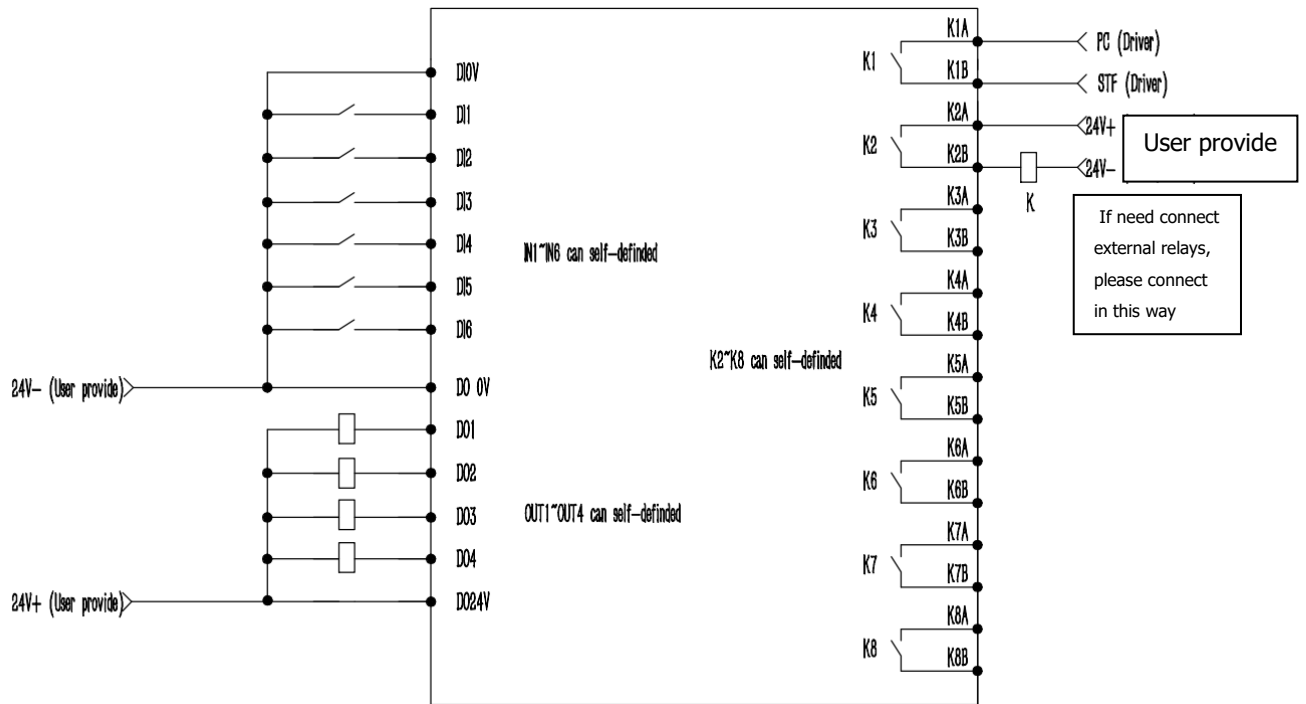 K1A
PC (Driver)
K1
DI0V
K1B
STF (Driver)
DI1
K2A
24V+
User provide
K2
DI2
K2B
24V-
K3A
K
DI3
If need connect
external relays,
please connect
in this way
K3
DI4
K3B
IN1~IN6 can self-definded
K4A
DI5
K4
DI6
K4B
K2~K8 can self-definded
K5A
24V- (User provide)
DO 0V
K5
K5B
DO1
K6A
DO2
K6
K6B
DO3
OUT1~OUT4 can self-definded
K7A
DO4
K7
K7B
24V+ (User provide)
DO24V
K8A
K8
K8B